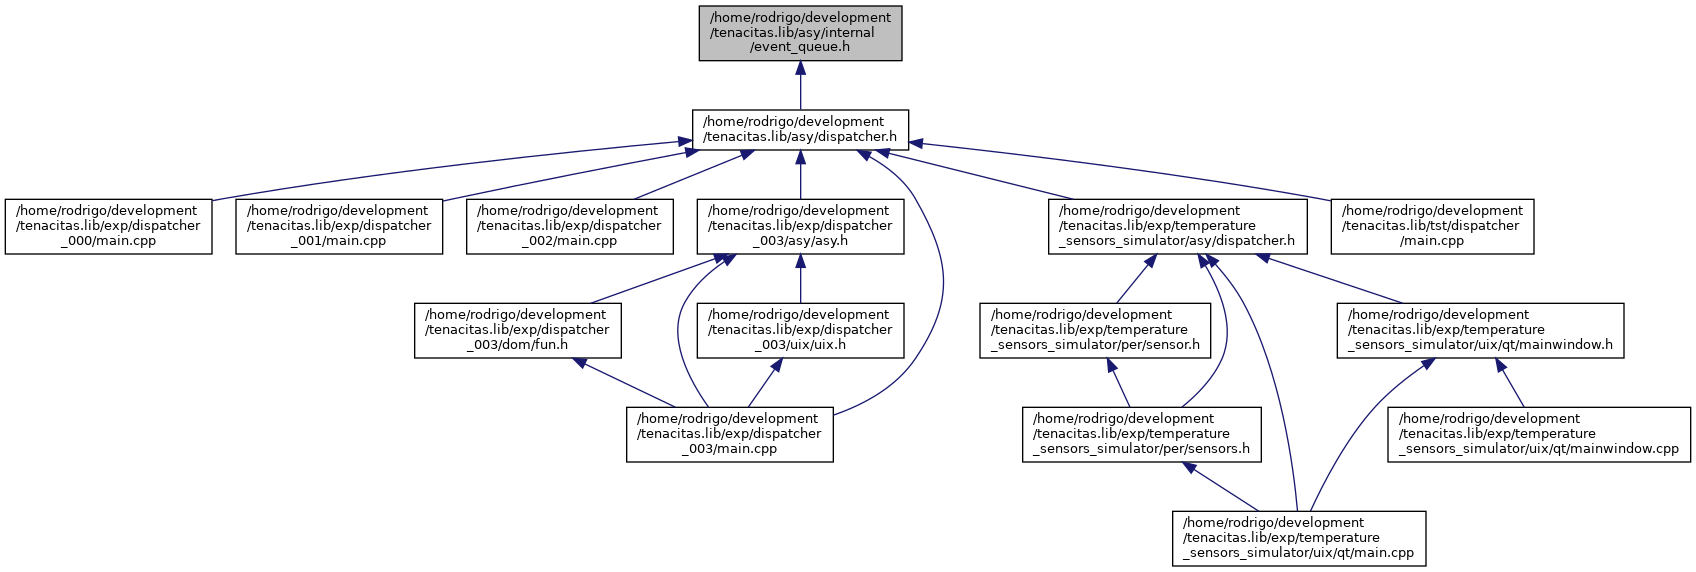 /home/rodrigo/development
/tenacitas.lib/asy/internal
/event_queue.h
/home/rodrigo/development
/tenacitas.lib/asy/dispatcher.h
/home/rodrigo/development
/tenacitas.lib/exp/dispatcher
_000/main.cpp
/home/rodrigo/development
/tenacitas.lib/exp/dispatcher
_001/main.cpp
/home/rodrigo/development
/tenacitas.lib/exp/dispatcher
_002/main.cpp
/home/rodrigo/development
/tenacitas.lib/exp/dispatcher
_003/asy/asy.h
/home/rodrigo/development
/tenacitas.lib/exp/temperature
_sensors_simulator/asy/dispatcher.h
/home/rodrigo/development
/tenacitas.lib/tst/dispatcher
/main.cpp
/home/rodrigo/development
/tenacitas.lib/exp/dispatcher
_003/dom/fun.h
/home/rodrigo/development
/tenacitas.lib/exp/dispatcher
_003/uix/uix.h
/home/rodrigo/development
/tenacitas.lib/exp/temperature
_sensors_simulator/per/sensor.h
/home/rodrigo/development
/tenacitas.lib/exp/temperature
_sensors_simulator/uix/qt/mainwindow.h
/home/rodrigo/development
/tenacitas.lib/exp/dispatcher
_003/main.cpp
/home/rodrigo/development
/tenacitas.lib/exp/temperature
_sensors_simulator/per/sensors.h
/home/rodrigo/development
/tenacitas.lib/exp/temperature
_sensors_simulator/uix/qt/mainwindow.cpp
/home/rodrigo/development
/tenacitas.lib/exp/temperature
_sensors_simulator/uix/qt/main.cpp